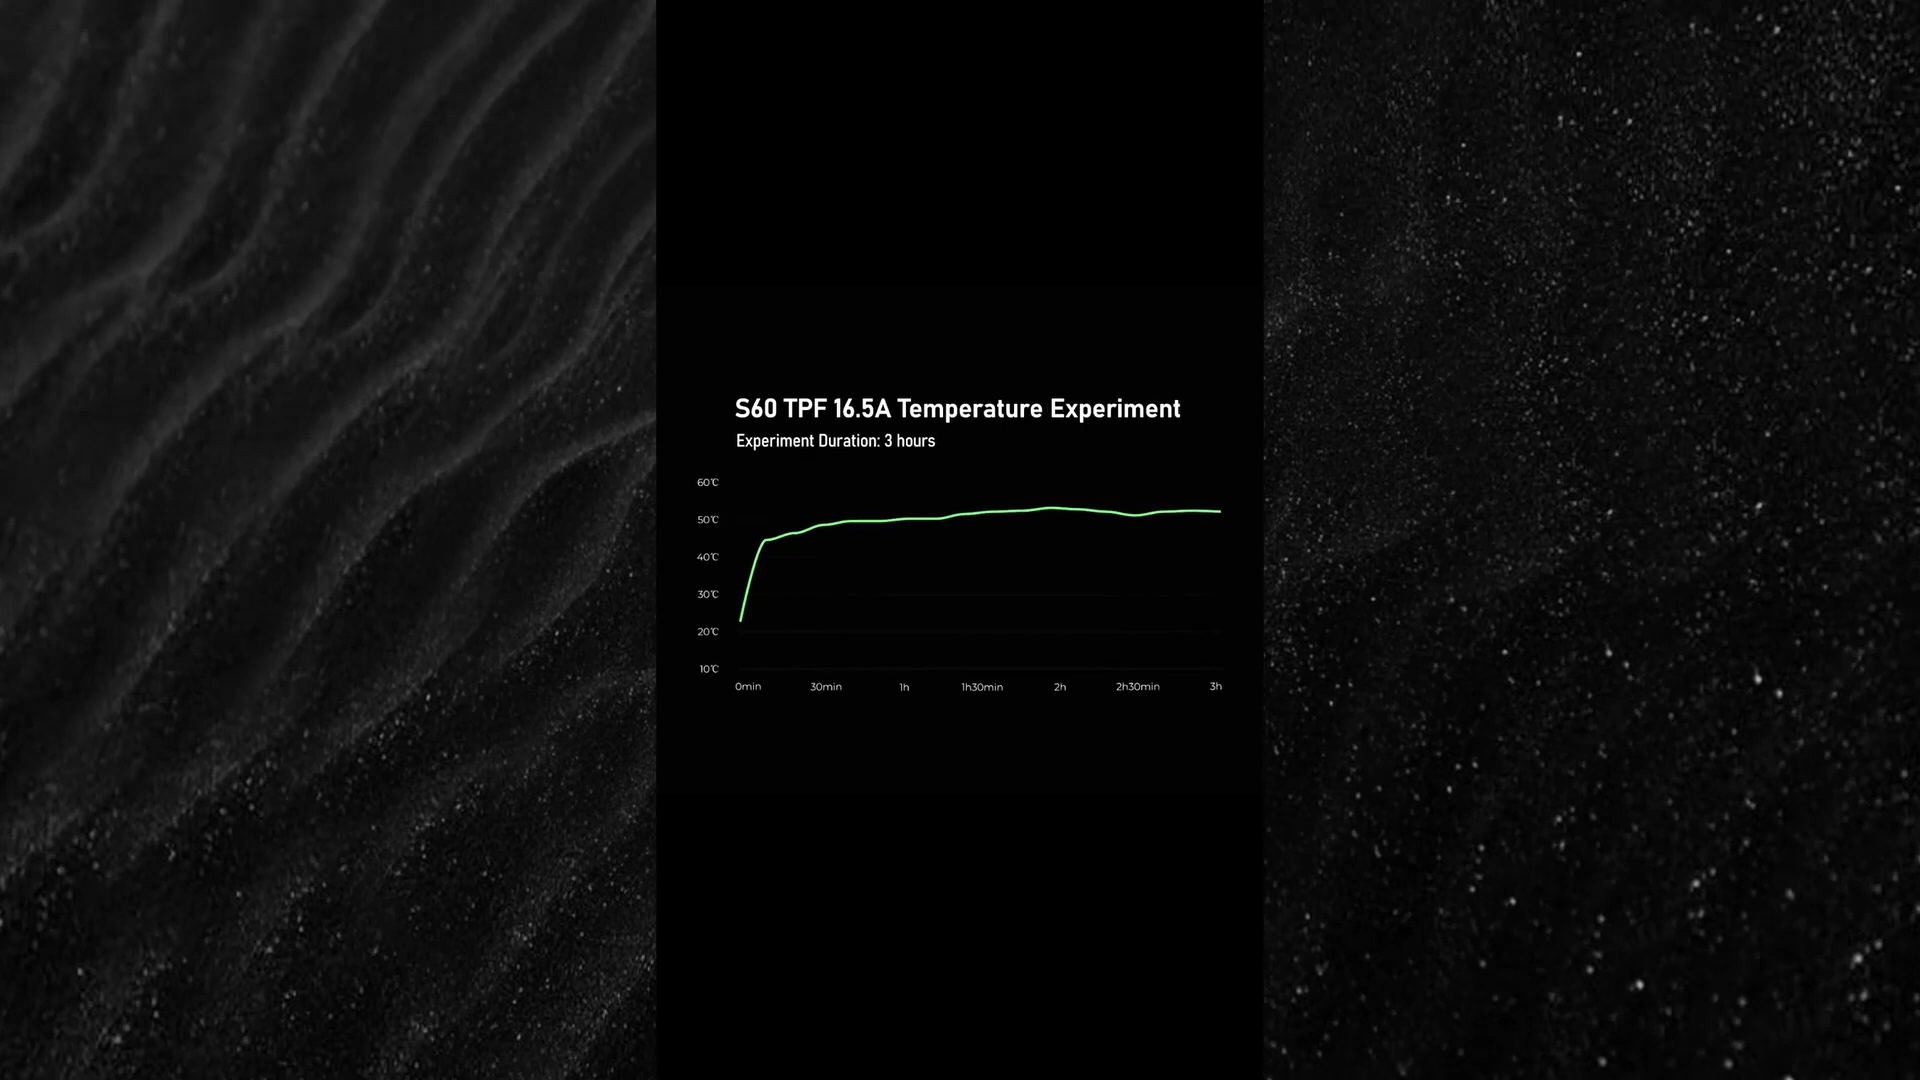 S60 TPF 16.5A Temperature Experiment
Experiment Duration: 3 hours
60℃
50℃
40℃
30℃
20℃
10℃
0min 30min 1h 1h30min 2h 2h30min 3h